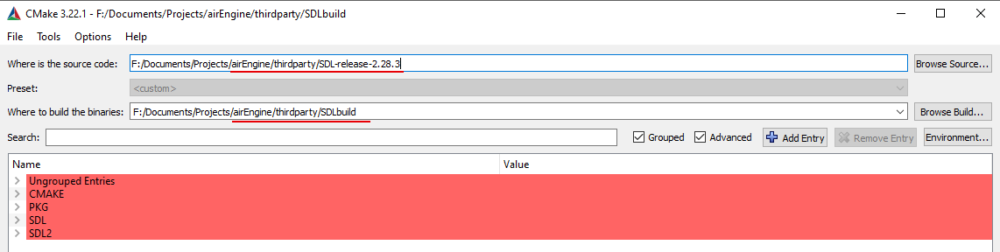 CMake 3.22.1 - F:/Documents/Projects/airEngine/thirdparty/SDLbuild
File Tools Options Help
Where is the source code: F:/Documents/Projects/airEngine/thirdparty/SDL-release-2.28.3 Browse Source...
Preset: <custom>
Where to build the binaries: F:/Documents/Projects/airEngine/thirdparty/SDLbuild Browse Build...
Search: Grouped Advanced Add Entry Remove Entry Environment...
Name Value
Ungrouped Entries
CMAKE
PKG
SDL
SDL2